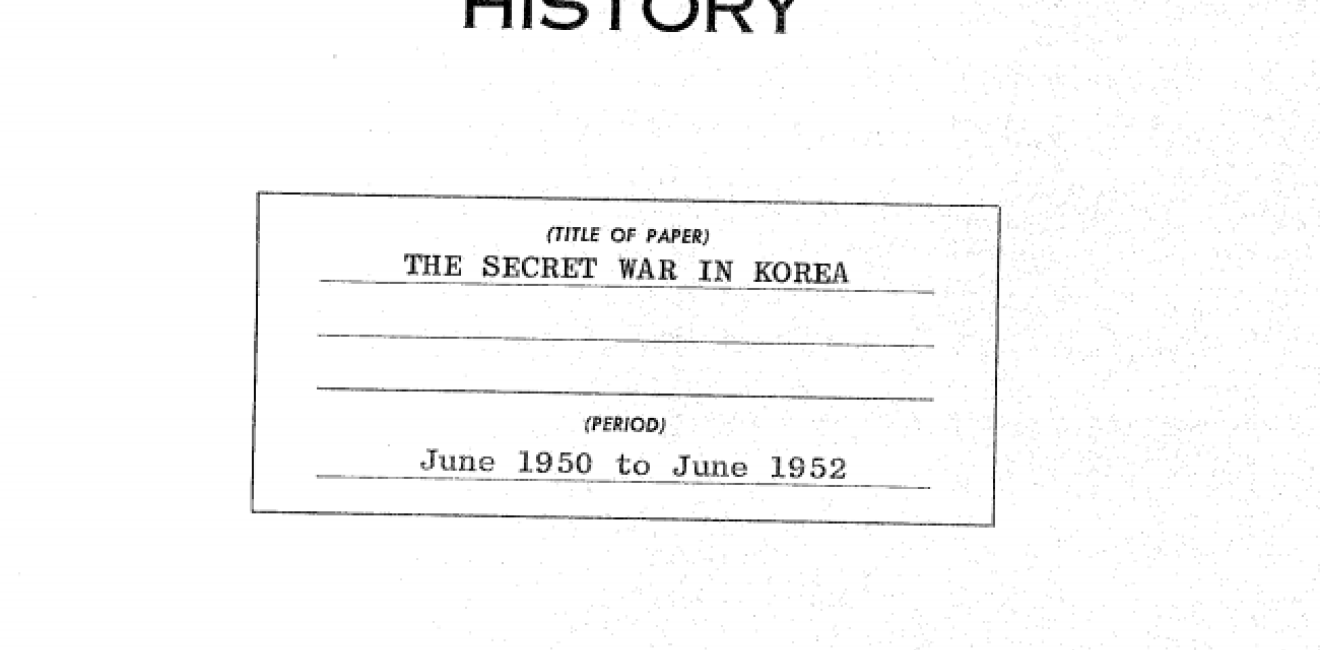 HISTORY
(TITLE OF PAPER)
THE SECRET WAR IN KOREA
(PERIOD)
June 1950 to June 1952